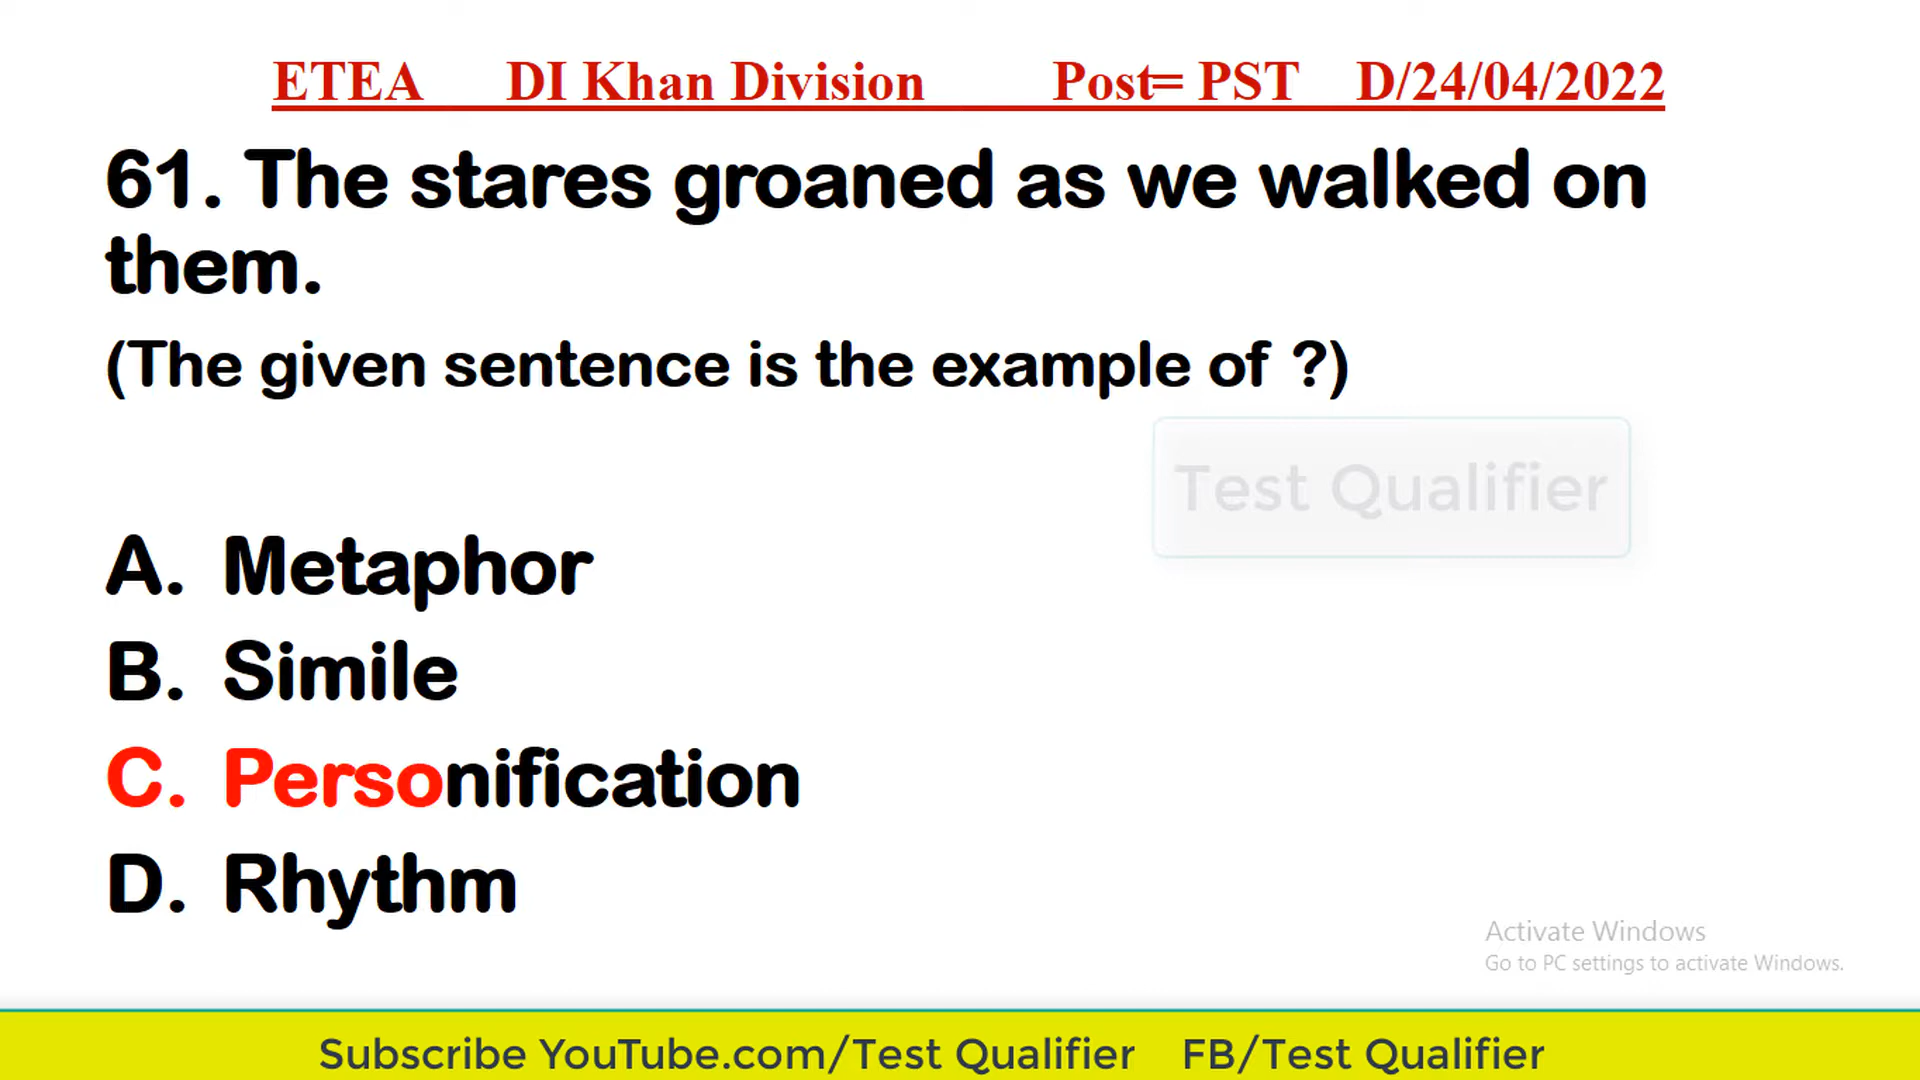 ETEA DI Khan Division Post= PST D/24/04/2022
61. The stares groaned as we walked on
them.
(The given sentence is the example of ?)
Test Qualifier
A. Metaphor
B. Simile
C. Personification
D. Rhythm
Activate Windows
Go to PC settings to activate Windows.
Subscribe YouTube.com/Test Qualifier FB/Test Qualifier